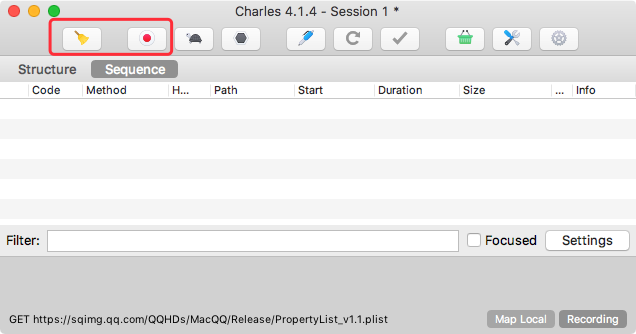 Charles 4.1.4 - Session 1 *
Structure Sequence
Code Method H... Path Start Duration Size ... Info
Filter: Focused Settings
GET https://sqimg.qq.com/QQHDs/MacQQ/Release/PropertyList_v1.1.plist Map Local Recording